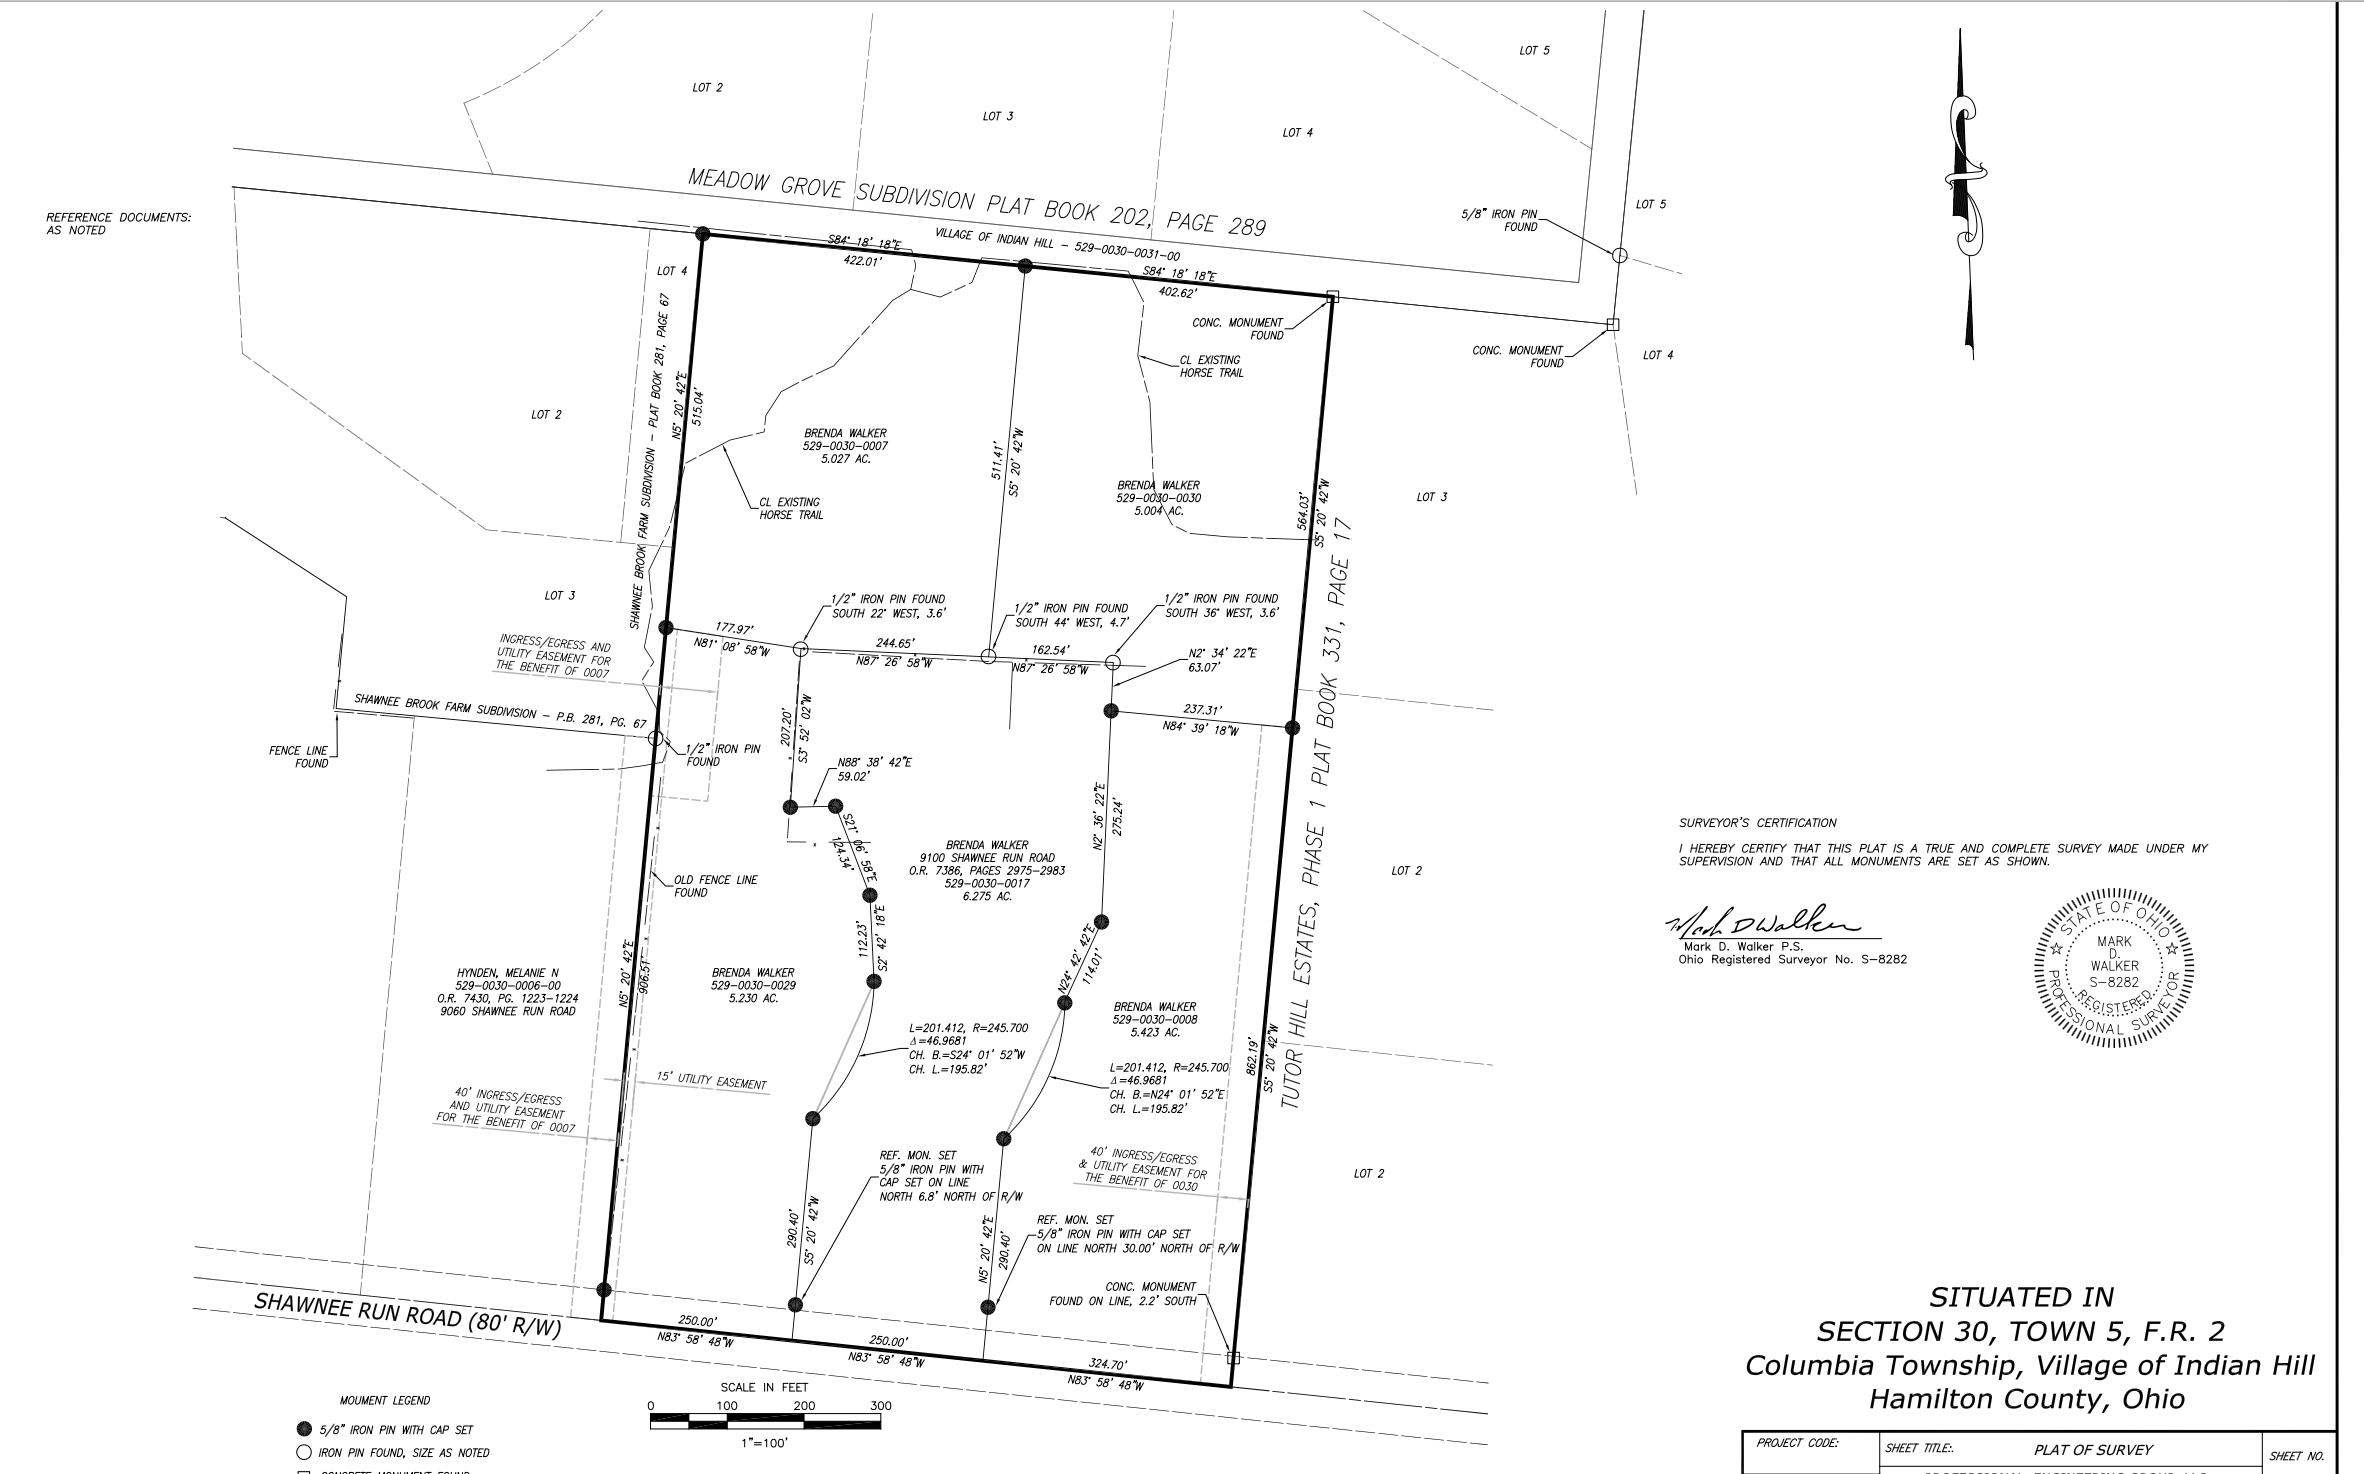 LOT 5
LOT 2
LOT 3
LOT 4
MEADOW GROVE SUBDIVISION PLAT BOOK 202, PAGE 289
REFERENCE DOCUMENTS:
AS NOTED
5/8" IRON PIN
FOUND
LOT 5
VILLAGE OF INDIAN HILL – 529–0030–0031–00
S84° 18' 18"E
422.01'
S84° 18' 18"E
402.62'
LOT 4
CONC. MONUMENT
FOUND
CONC. MONUMENT
FOUND
LOT 4
CL EXISTING
HORSE TRAIL
SHAWNEE BROOK FARM SUBDIVISION – PLAT BOOK 281, PAGE 67
N5° 20' 42"E
515.04'
LOT 2
BRENDA WALKER
529–0030–0007
5.027 AC.
511.41'
S5° 20' 42"W
BRENDA WALKER
529–0030–0030
5.004 AC.
564.03'
S5° 20' 42"W
LOT 3
CL EXISTING
HORSE TRAIL
TUTOR HILL ESTATES, PHASE 1 PLAT BOOK 331, PAGE 17
LOT 3
1/2" IRON PIN FOUND
SOUTH 22° WEST, 3.6'
1/2" IRON PIN FOUND
SOUTH 44° WEST, 4.7'
1/2" IRON PIN FOUND
SOUTH 36° WEST, 3.6'
INGRESS/EGRESS AND
UTILITY EASEMENT FOR
THE BENEFIT OF 0007
177.97'
N81° 08' 58"W
244.65'
N87° 26' 58"W
162.54'
N87° 26' 58"W
N2° 34' 22"E
63.07'
SHAWNEE BROOK FARM SUBDIVISION – P.B. 281, PG. 67
237.31'
N84° 39' 18"W
FENCE LINE
FOUND
1/2" IRON PIN
FOUND
207.20'
S3° 52' 02"W
N88° 38' 42"E
59.02'
S21° 06' 58"E
124.34'
N2° 36' 22"E
275.24'
BRENDA WALKER
9100 SHAWNEE RUN ROAD
O.R. 7386, PAGES 2975–2983
529–0030–0017
6.275 AC.
LOT 2
OLD FENCE LINE
FOUND
SURVEYOR'S CERTIFICATION
I HEREBY CERTIFY THAT THIS PLAT IS A TRUE AND COMPLETE SURVEY MADE UNDER MY
SUPERVISION AND THAT ALL MONUMENTS ARE SET AS SHOWN.
Mark D Walker
Mark D. Walker P.S.
Ohio Registered Surveyor No. S–8282
STATE OF OHIO
MARK
D.
WALKER
S–8282
REGISTERED
PROFESSIONAL SURVEYOR
112.23'
S2° 42' 18"E
N24° 42' 42"E
114.01'
N5° 20' 42"E
906.51'
HYNDEN, MELANIE N
529–0030–0006–00
O.R. 7430, PG. 1223–1224
9060 SHAWNEE RUN ROAD
BRENDA WALKER
529–0030–0029
5.230 AC.
BRENDA WALKER
529–0030–0008
5.423 AC.
L=201.412, R=245.700
Δ=46.9681
CH. B.=S24° 01' 52"W
CH. L.=195.82'
L=201.412, R=245.700
Δ=46.9681
CH. B.=N24° 01' 52"E
CH. L.=195.82'
862.19'
S5° 20' 42"W
15' UTILITY EASEMENT
40' INGRESS/EGRESS
AND UTILITY EASEMENT
FOR THE BENEFIT OF 0007
REF. MON. SET
5/8" IRON PIN WITH
CAP SET ON LINE
NORTH 6.8' NORTH OF R/W
40' INGRESS/EGRESS
& UTILITY EASEMENT FOR
THE BENEFIT OF 0030
LOT 2
290.40'
S5° 20' 42"W
N5° 20' 42"E
290.40'
REF. MON. SET
5/8" IRON PIN WITH CAP SET
ON LINE NORTH 30.00' NORTH OF R/W
CONC. MONUMENT
FOUND ON LINE, 2.2' SOUTH
SHAWNEE RUN ROAD (80' R/W)
250.00'
N83° 58' 48"W
250.00'
N83° 58' 48"W
324.70'
N83° 58' 48"W
SITUATED IN
SECTION 30, TOWN 5, F.R. 2
Columbia Township, Village of Indian Hill
Hamilton County, Ohio
SCALE IN FEET
0 100 200 300
1"=100'
MOUMENT LEGEND
5/8" IRON PIN WITH CAP SET
IRON PIN FOUND, SIZE AS NOTED
CONCRETE MONUMENT FOUND
PROJECT CODE:
SHEET TITLE:
PLAT OF SURVEY
SHEET NO.